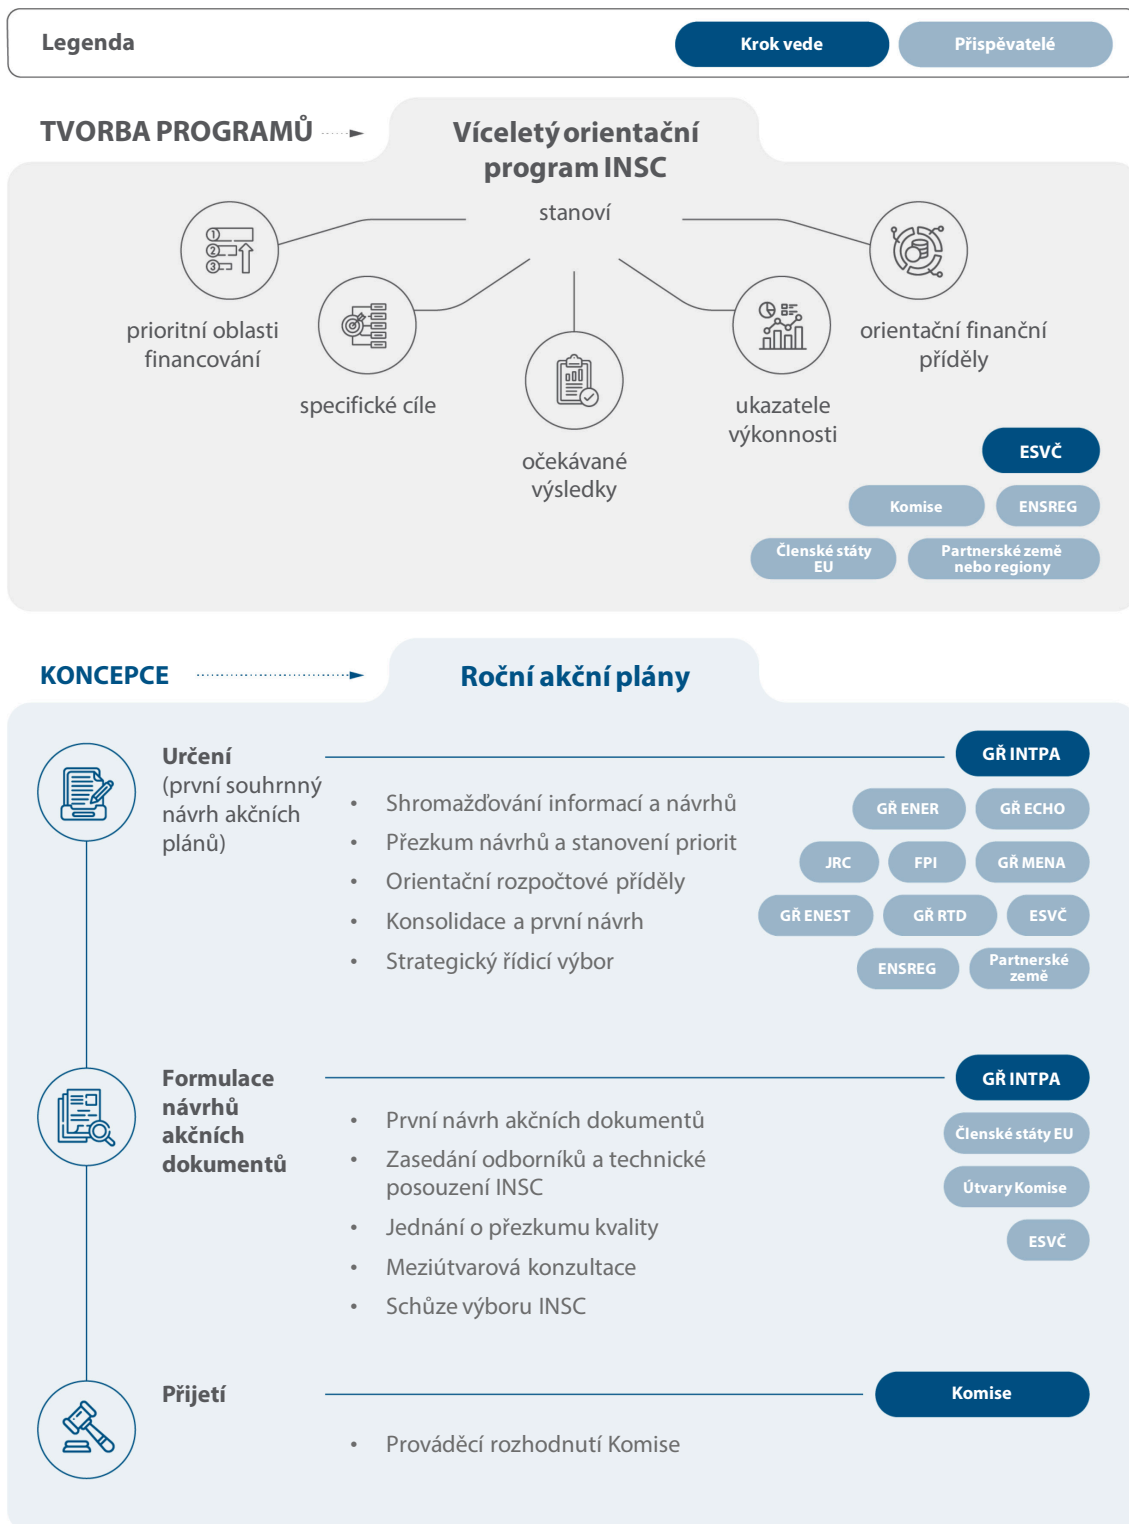 Legenda
Krok vede
Přispěvatelé
TVORBA PROGRAMŮ
Víceletý orientační
program INSC
stanoví
prioritní oblasti
financování
specifické cíle
očekávané
výsledky
ukazatele
výkonnosti
orientační finanční
příděly
ESVČ
Komise
ENSREG
Členské státy
EU
Partnerské země
nebo regiony
KONCEPCE
Roční akční plány
Určení
(první souhrnný
návrh akčních
plánů)
• Shromažďování informací a návrhů
• Přezkum návrhů a stanovení priorit
• Orientační rozpočtové příděly
• Konsolidace a první návrh
• Strategický řídicí výbor
GŘ INTPA
GŘ ENER
GŘ ECHO
JRC
FPI
GŘ MENA
GŘ ENEST
GŘ RTD
ESVČ
ENSREG
Partnerské
země
Formulace
návrhů
akčních
dokumentů
• První návrh akčních dokumentů
• Zasedání odborníků a technické
posouzení INSC
• Jednání o přezkumu kvality
• Meziútvarová konzultace
• Schůze výboru INSC
GŘ INTPA
Členské státy EU
Útvary Komise
ESVČ
Přijetí
• Prováděcí rozhodnutí Komise
Komise